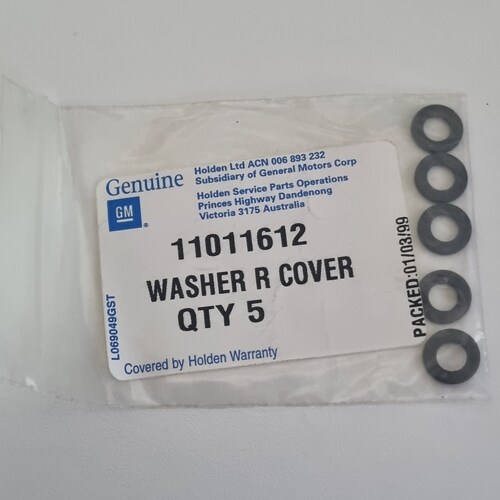 Genuine
GM
Holden Ltd ACN 006 893 232
Subsidiary of General Motors Corp
Holden Service Parts Operations
Princes Highway Dandenong
Victoria 3175 Australia
11011612
WASHER R COVER
QTY 5
L069049GST
PACKED:01/03/99
Covered by Holden Warranty